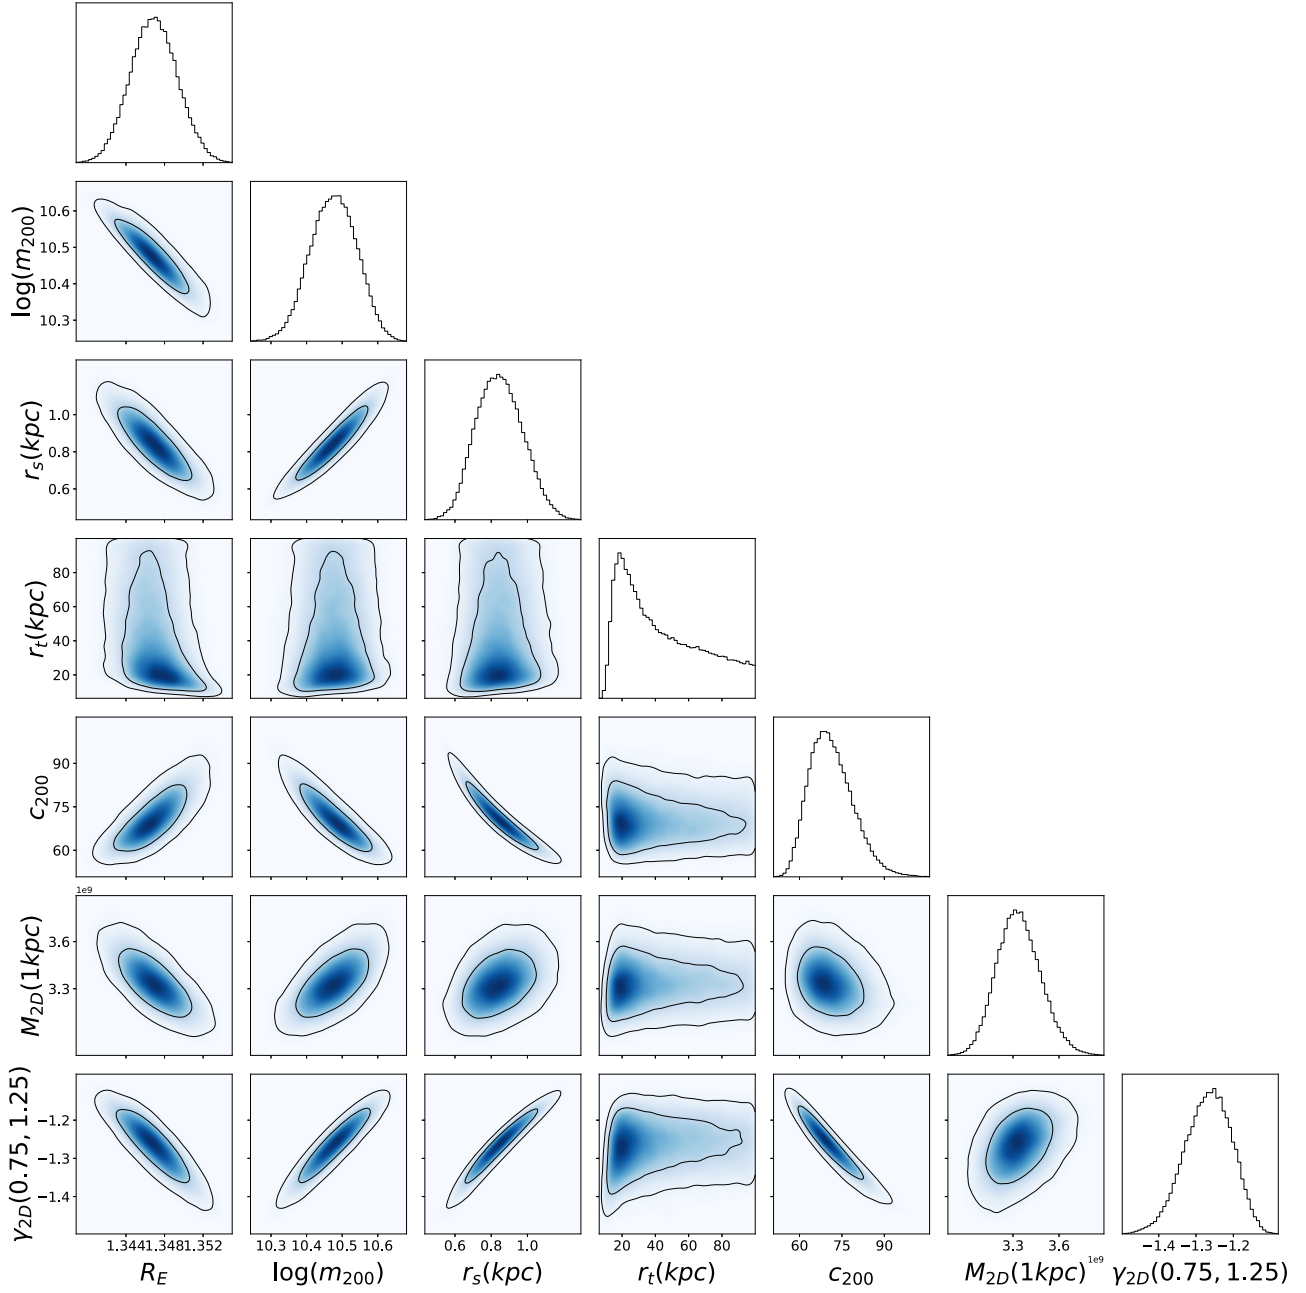 log(m200)
10.6
10.5
10.4
10.3
rs(kpc)
1.0
0.8
0.6
rt(kpc)
80
60
40
20
c200
90
75
60
1e9
M2D(1kpc)
3.6
3.3
γ2D(0.75, 1.25)
−1.2
−1.3
−1.4
1.344 1.348 1.352
10.3 10.4 10.5 10.6
0.6 0.8 1.0
20 40 60 80
60 75 90
3.3 3.6
−1.4 −1.3 −1.2
1e9
RE
log(m200)
rs(kpc)
rt(kpc)
c200
M2D(1kpc)
γ2D(0.75, 1.25)